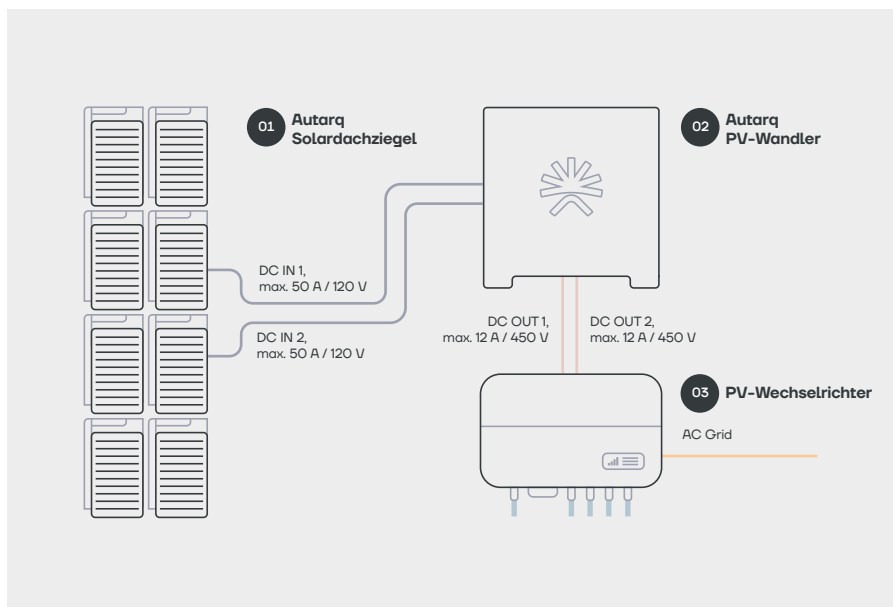 01
Autarq
Solardachziegel
02
Autarq
PV-Wandler
DC IN 1,
max. 50 A / 120 V
DC IN 2,
max. 50 A / 120 V
DC OUT 1,
max. 12 A / 450 V
DC OUT 2,
max. 12 A / 450 V
03
PV-Wechselrichter
AC Grid